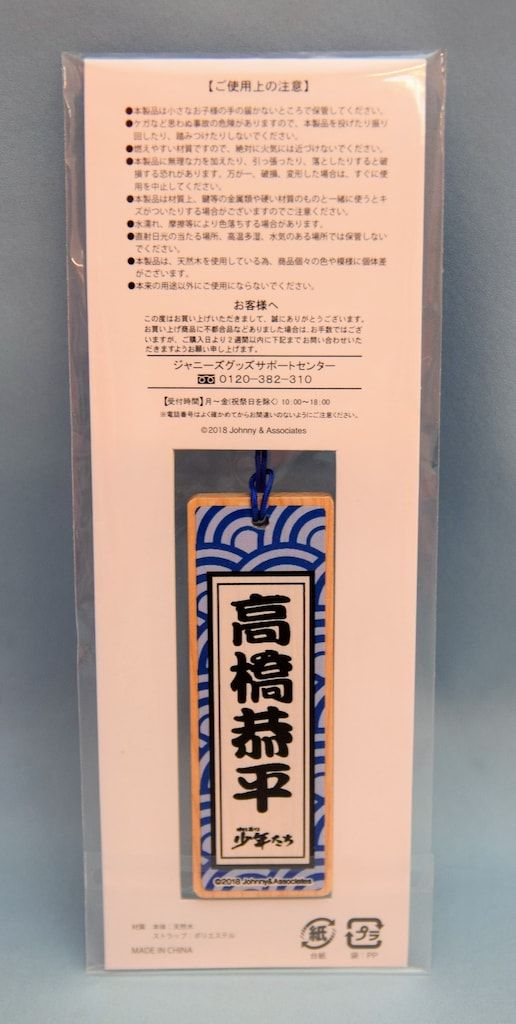 【ご使用上の注意】
●本製品は小さなお子様の手の届かないところで保管してください。
●ケガなど思わぬ事故の危険がありますので、本製品を投げたり振り
回したり、踏みつけたりしないでください。
●燃えやすい材質ですので、絶対に火気には近づけないでください。
●本製品に無理な力を加えたり、引っ張ったり、落としたりすると破
損する恐れがあります。万が一、破損、変形した場合は、すぐに使
用を中止してください。
●本製品は材質上、鍵等の金属類や硬い材質のものと一緒に使うとキ
ズがついたりする場合がございますのでご注意ください。
●水濡れ、摩擦等により色落ちする場合があります。
●直射日光の当たる場所、高温多湿、水気のある場所では保管しない
でください。
●本製品は、天然木を使用している為、商品個々の色や模様に個体差
がございます。
●本来の用途以外にご使用にならないでください。
お客様へ
この度はお買い上げいただきまして、誠にありがとうございます。
お買い上げ商品に不都合品などありました場合は、お手数ではござ
いますが、ご購入日より2週間以内に下記までお問い合わせいた
だきますようお願い申し上げます。
ジャニーズグッズサポートセンター
0120-382-310
【受付時間】月〜金(祝祭日を除く) 10:00〜18:00
※電話番号はよく確かめてからお間違いのないようにご注意ください。
©2018 Johnny & Associates
高橋恭平
少年たち
©2018 Johnny&Associates
材質 本体:天然木
ストラップ:ポリエステル
MADE IN CHINA
紙
台紙
プラ
袋:PP